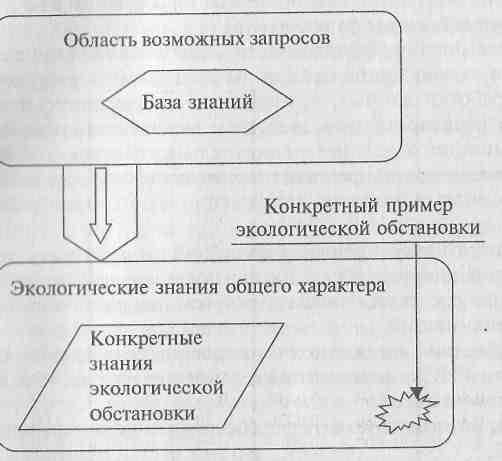 Область возможных запросов
База знаний
Конкретный пример
экологической обстановки
Экологические знания общего характера
Конкретные
знания
экологической
обстановки